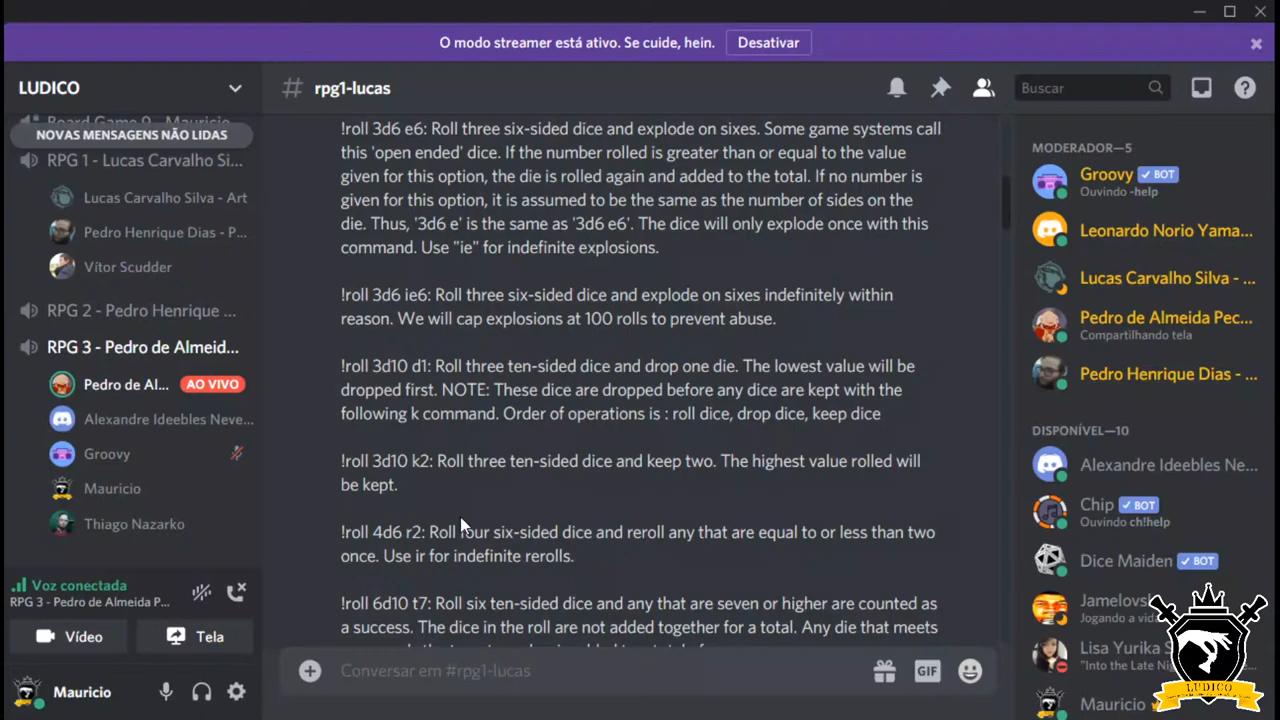 O modo streamer está ativo. Se cuide, hein.
Desativar
LUDICO
Board Game 9 - Mauricio
NOVAS MENSAGENS NÃO LIDAS
RPG 1 - Lucas Carvalho Si...
Lucas Carvalho Silva - Art
Pedro Henrique Dias - P...
Vítor Scudder
RPG 2 - Pedro Henrique ...
RPG 3 - Pedro de Almeid...
Pedro de Al...
AO VIVO
Alexandre Ideebles Neve...
Groovy
Mauricio
Thiago Nazarko
Voz conectada
RPG 3 - Pedro de Almeida P...
Vídeo
Tela
Mauricio
# rpg1-lucas
Buscar
!roll 3d6 e6: Roll three six-sided dice and explode on sixes. Some game systems call
this 'open ended' dice. If the number rolled is greater than or equal to the value
given for this option, the die is rolled again and added to the total. If no number is
given for this option, it is assumed to be the same as the number of sides on the
die. Thus, '3d6 e' is the same as '3d6 e6'. The dice will only explode once with this
command. Use "ie" for indefinite explosions.
!roll 3d6 ie6: Roll three six-sided dice and explode on sixes indefinitely within
reason. We will cap explosions at 100 rolls to prevent abuse.
!roll 3d10 d1: Roll three ten-sided dice and drop one die. The lowest value will be
dropped first. NOTE: These dice are dropped before any dice are kept with the
following k command. Order of operations is : roll dice, drop dice, keep dice
!roll 3d10 k2: Roll three ten-sided dice and keep two. The highest value rolled will
be kept.
!roll 4d6 r2: Roll four six-sided dice and reroll any that are equal to or less than two
once. Use ir for indefinite rerolls.
!roll 6d10 t7: Roll six ten-sided dice and any that are seven or higher are counted as
a success. The dice in the roll are not added together for a total. Any die that meets
Conversar em #rpg1-lucas
GIF
MODERADOR—5
Groovy BOT
Ouvindo -help
Leonardo Norio Yama...
Lucas Carvalho Silva - ...
Pedro de Almeida Pec...
Compartilhando tela
Pedro Henrique Dias - ...
DISPONÍVEL—10
Alexandre Ideebles Ne...
Chip BOT
Ouvindo ch!help
Dice Maiden BOT
Jamelovsk
Jogando a vida
Lisa Yurika S
"Into the Late Nig
Mauricio
LUDICO